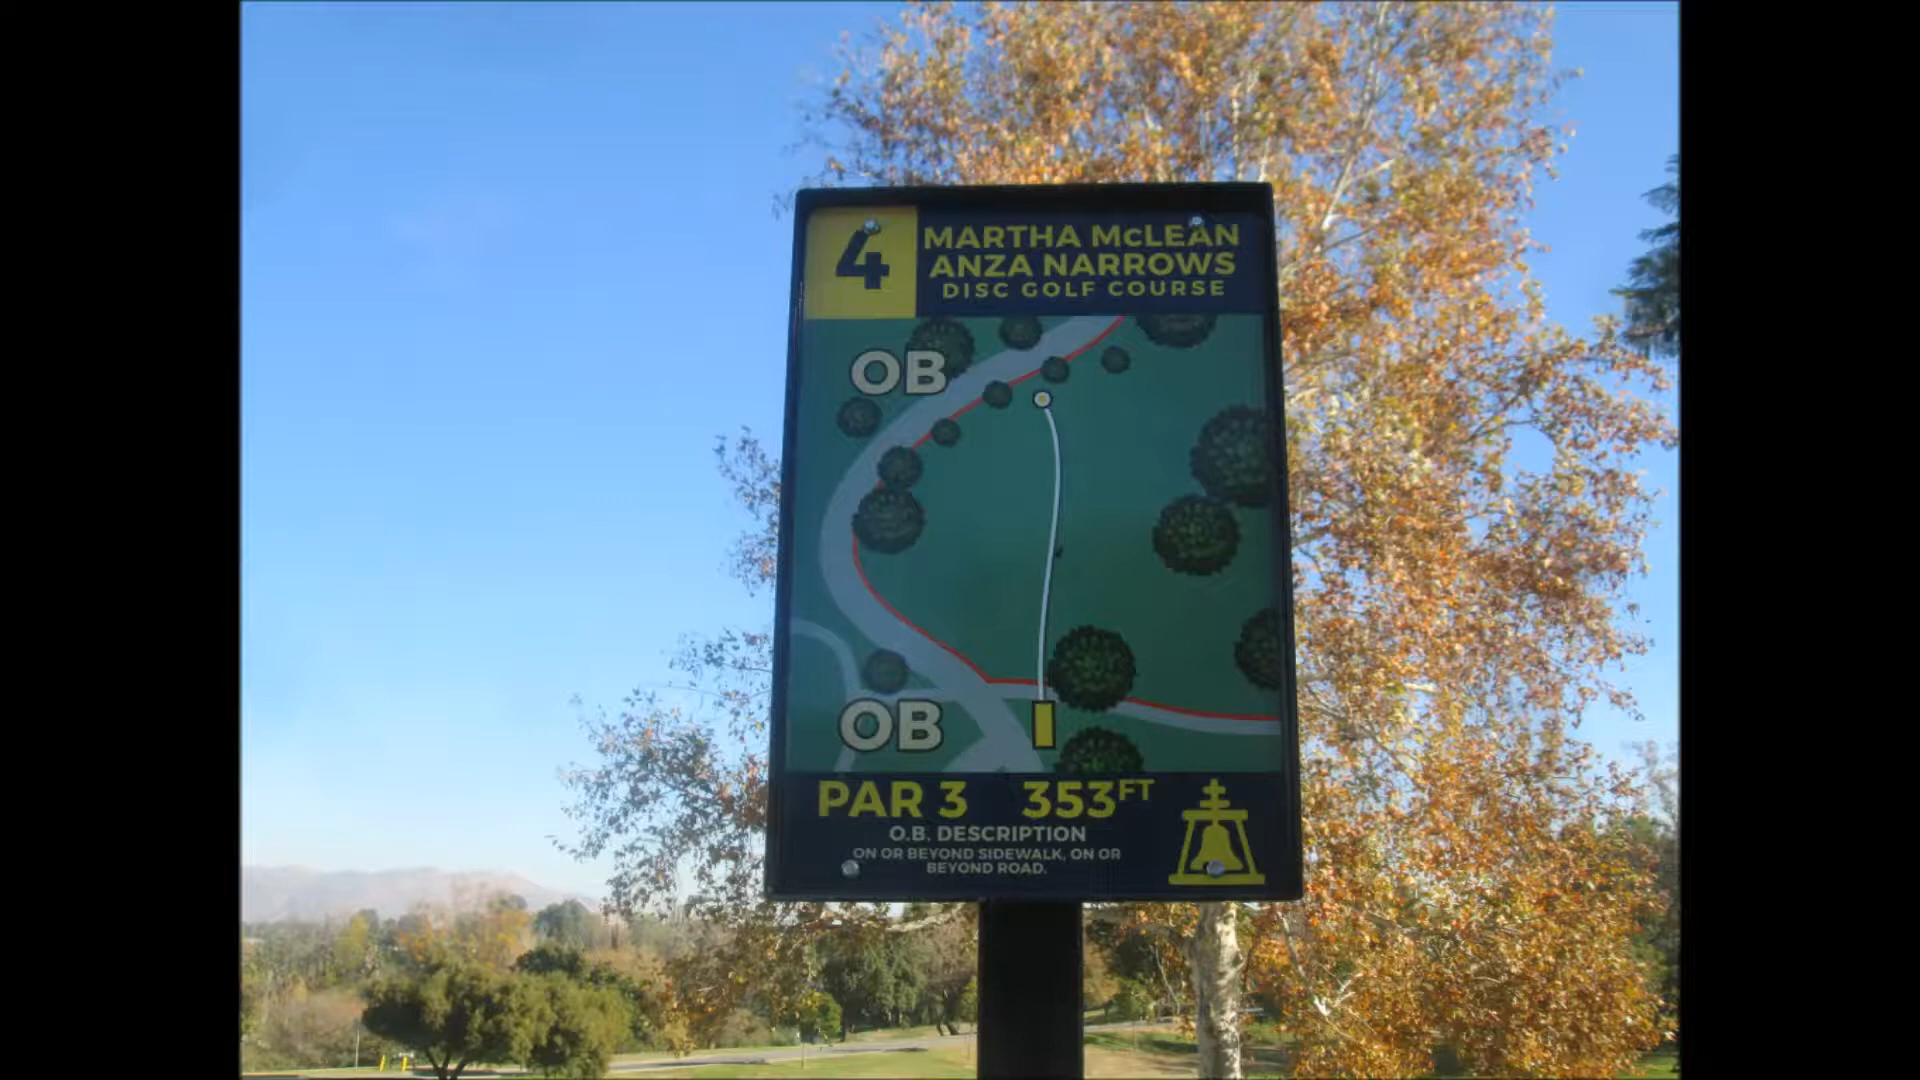 4
MARTHA McLEAN
ANZA NARROWS
DISC GOLF COURSE
OB
OB
PAR 3 353FT
O.B. DESCRIPTION
ON OR BEYOND SIDEWALK, ON OR
BEYOND ROAD.